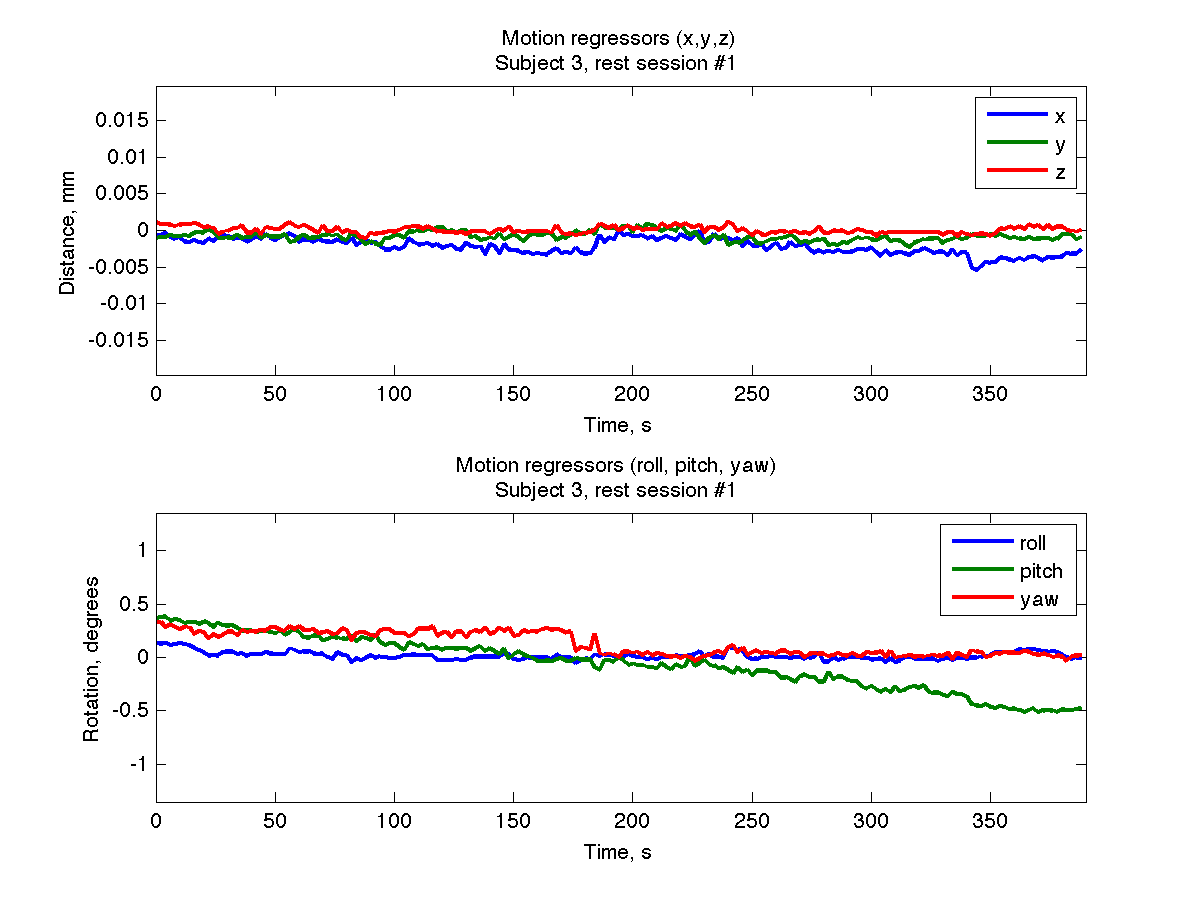 Motion regressors (x,y,z)
Subject 3, rest session #1
0.015
0.01
0.005
0
-0.005
-0.01
-0.015
Distance, mm
x
y
z
0 50 100 150 200 250 300 350
Time, s
Motion regressors (roll, pitch, yaw)
Subject 3, rest session #1
1
0.5
0
-0.5
-1
Rotation, degrees
roll
pitch
yaw
0 50 100 150 200 250 300 350
Time, s